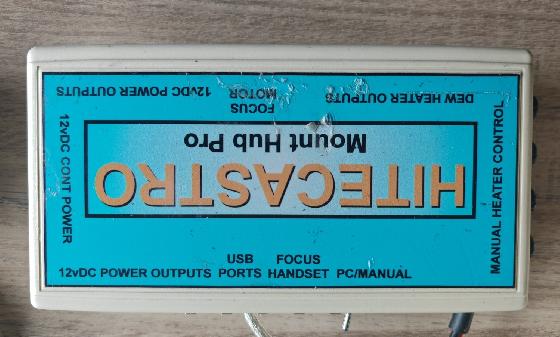 12vDC POWER OUTPUTS
FOCUS
MOTOR
DEW HEATER OUTPUTS
HITECASTRO
Mount Hub Pro
12vDC CONT POWER
MANUAL HEATER CONTROL
12vDC POWER OUTPUTS
USB
PORTS
FOCUS
HANDSET
PC/MANUAL